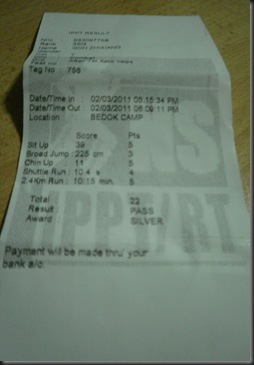 IPPT RESULT
Rank
Name
Tag No 798
Date/Time In : 02/03/2011 05:15:34 PM
Date/Time Out : 02/03/2011 06:09:11 PM
Location BEDOK CAMP
Score Pts
Sit Up 39 5
Broad Jump : 225 cm 3
Chin Up 11 5
Shuttle Run : 10.4 s 4
2.4Km Run : 10:15 min. 5
Total 22
Result : PASS
Award SILVER
Payment will be made thru' your
bank a/c.